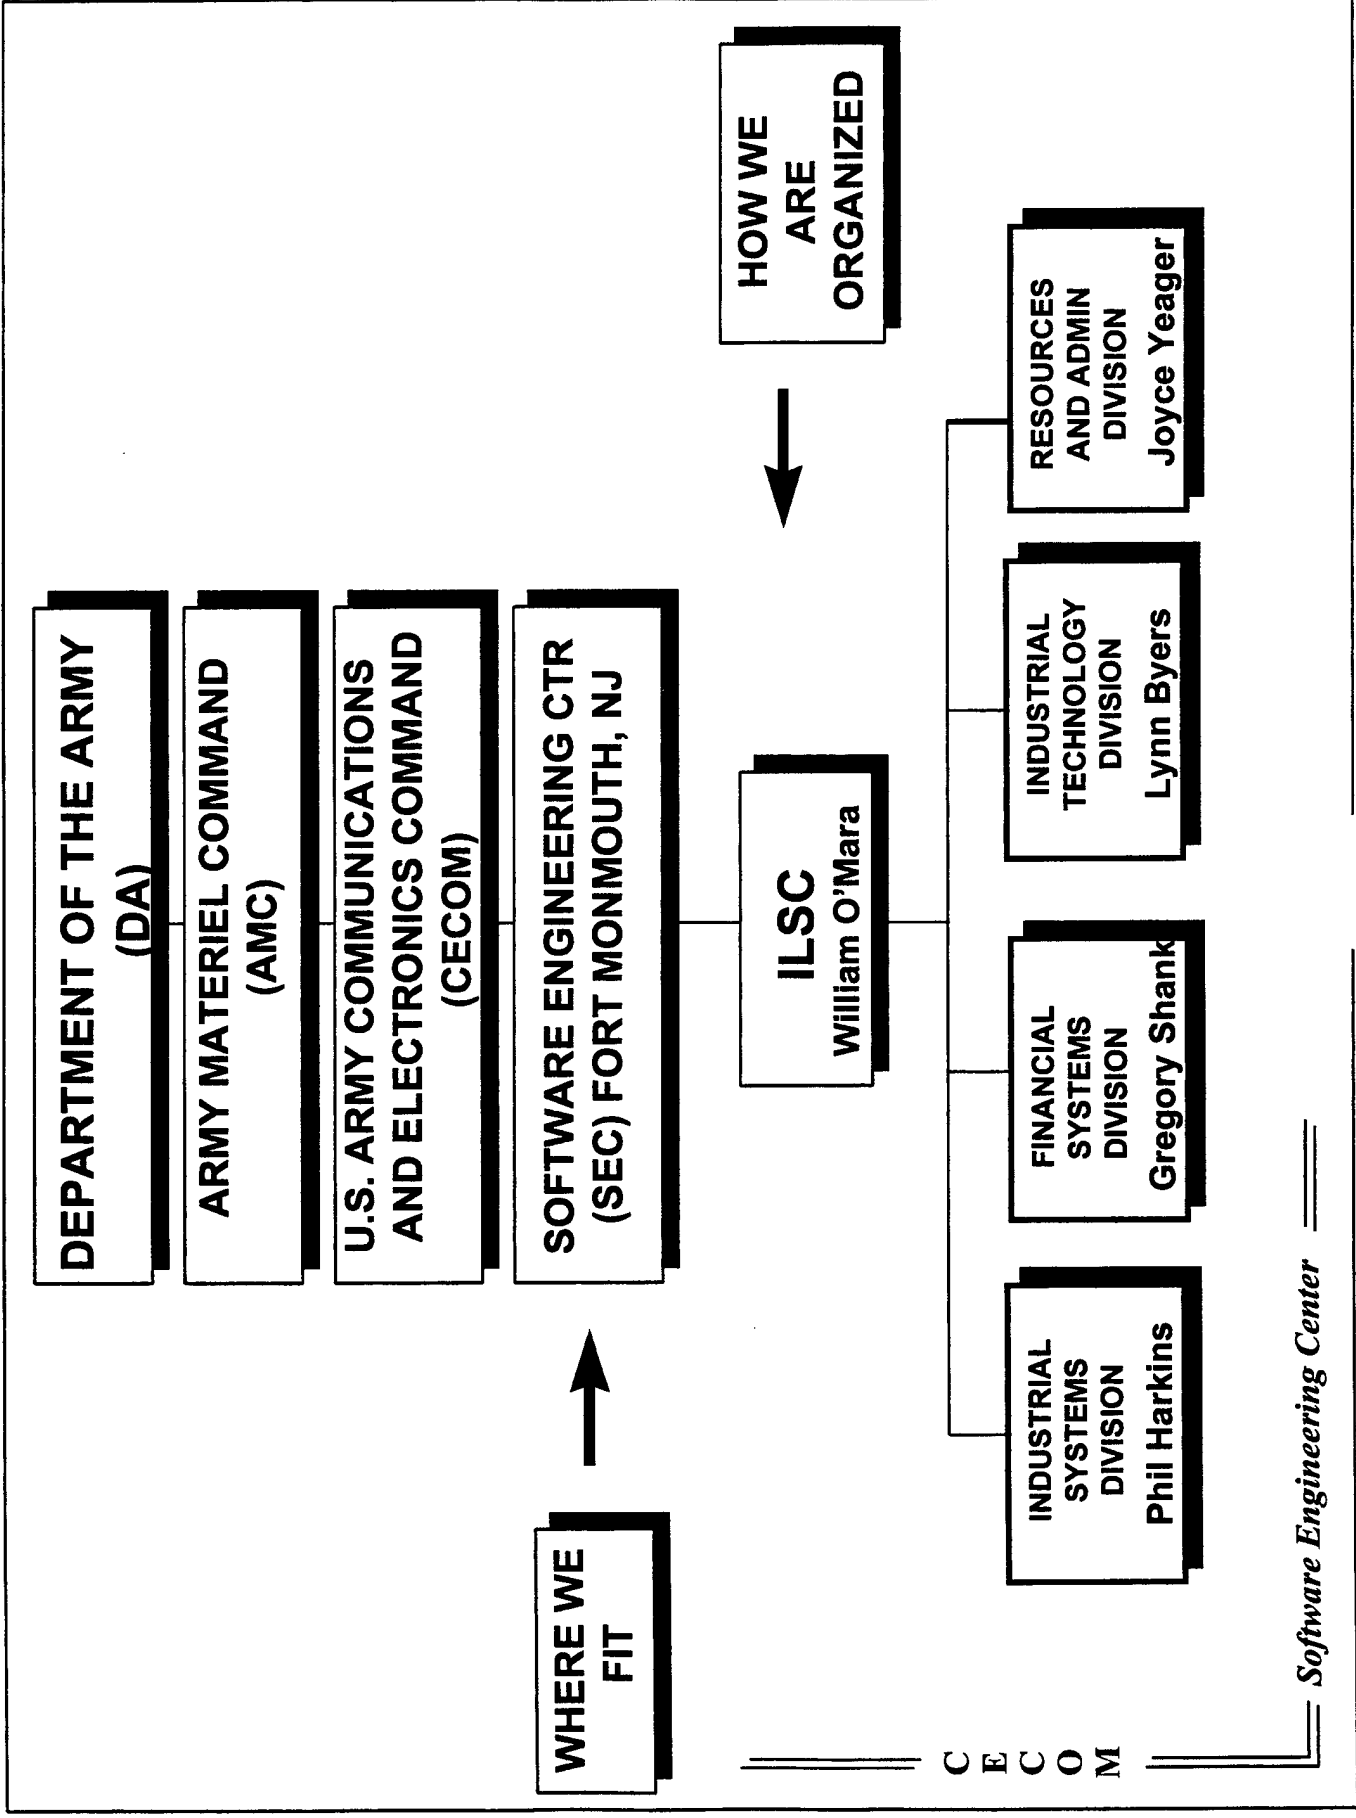 DEPARTMENT OF THE ARMY
(DA)
ARMY MATERIEL COMMAND
(AMC)
U.S. ARMY COMMUNICATIONS
AND ELECTRONICS COMMAND
(CECOM)
WHERE WE
FIT
SOFTWARE ENGINEERING CTR
(SEC) FORT MONMOUTH, NJ
HOW WE
ARE
ORGANIZED
ILSC
William O'Mara
INDUSTRIAL
SYSTEMS
DIVISION
Phil Harkins
FINANCIAL
SYSTEMS
DIVISION
Gregory Shank
INDUSTRIAL
TECHNOLOGY
DIVISION
Lynn Byers
RESOURCES
AND ADMIN
DIVISION
Joyce Yeager
C
E
C
O
M
Software Engineering Center